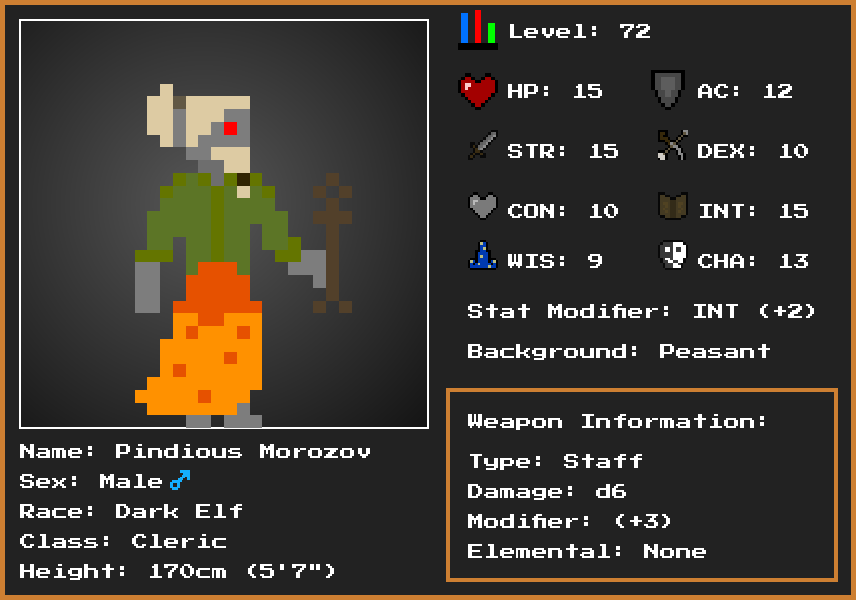 Level: 72
HP: 15 AC: 12
STR: 15 DEX: 10
CON: 10 INT: 15
WIS: 9 CHA: 13
Stat Modifier: INT (+2)
Background: Peasant
Weapon Information:
Type: Staff
Damage: d6
Modifier: (+3)
Elemental: None
Name: Pindious Morozov
Sex: Male ♂
Race: Dark Elf
Class: Cleric
Height: 170cm (5'7")